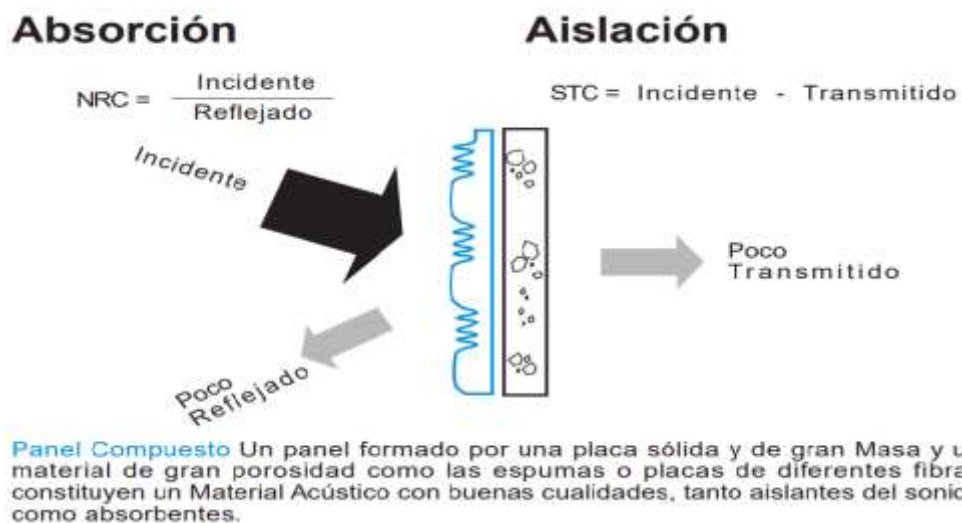 Absorción
Aislación
NRC = Incidente
Reflejado
STC = Incidente - Transmitido
Incidente
Poco
Transmitido
Poco
Reflejado
Panel Compuesto Un panel formado por una placa sólida y de gran Masa y u
material de gran porosidad como las espumas o placas de diferentes fibra
constituyen un Material Acústico con buenas cualidades, tanto aislantes del sonid
como absorbentes.